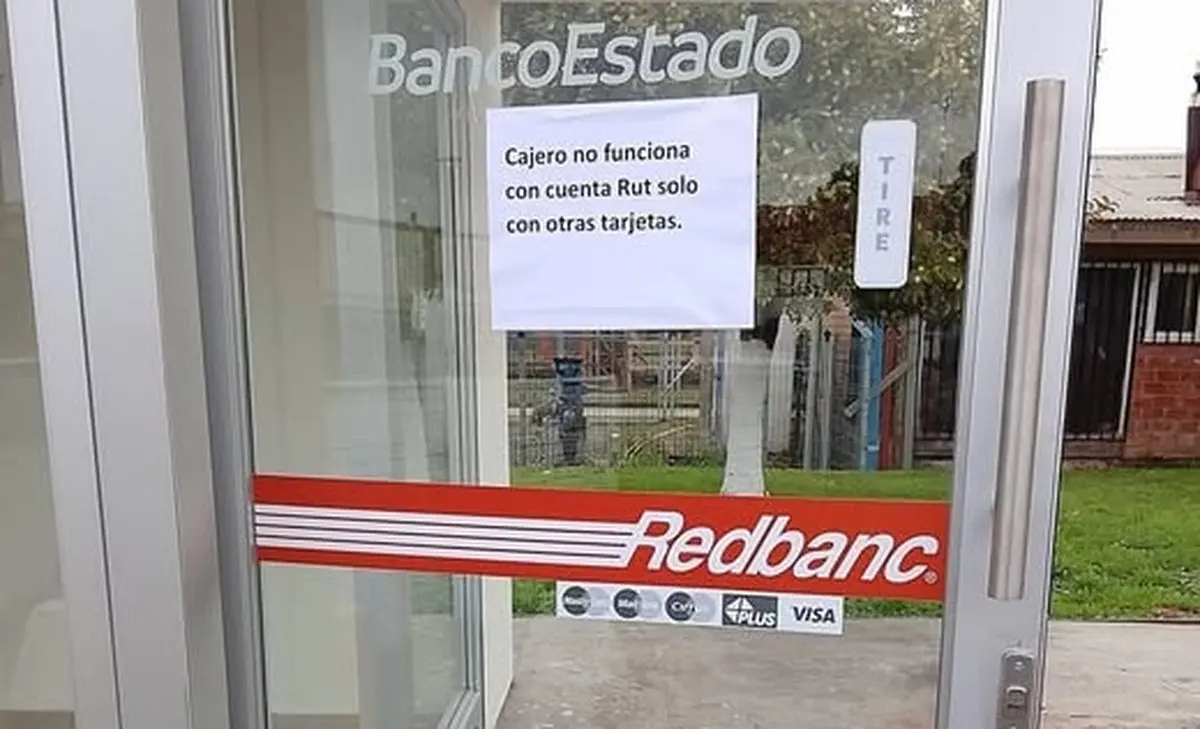 BancoEstado
Cajero no funciona
con cuenta Rut solo
con otras tarjetas.
TIRE
Redbanc®
PLUS VISA